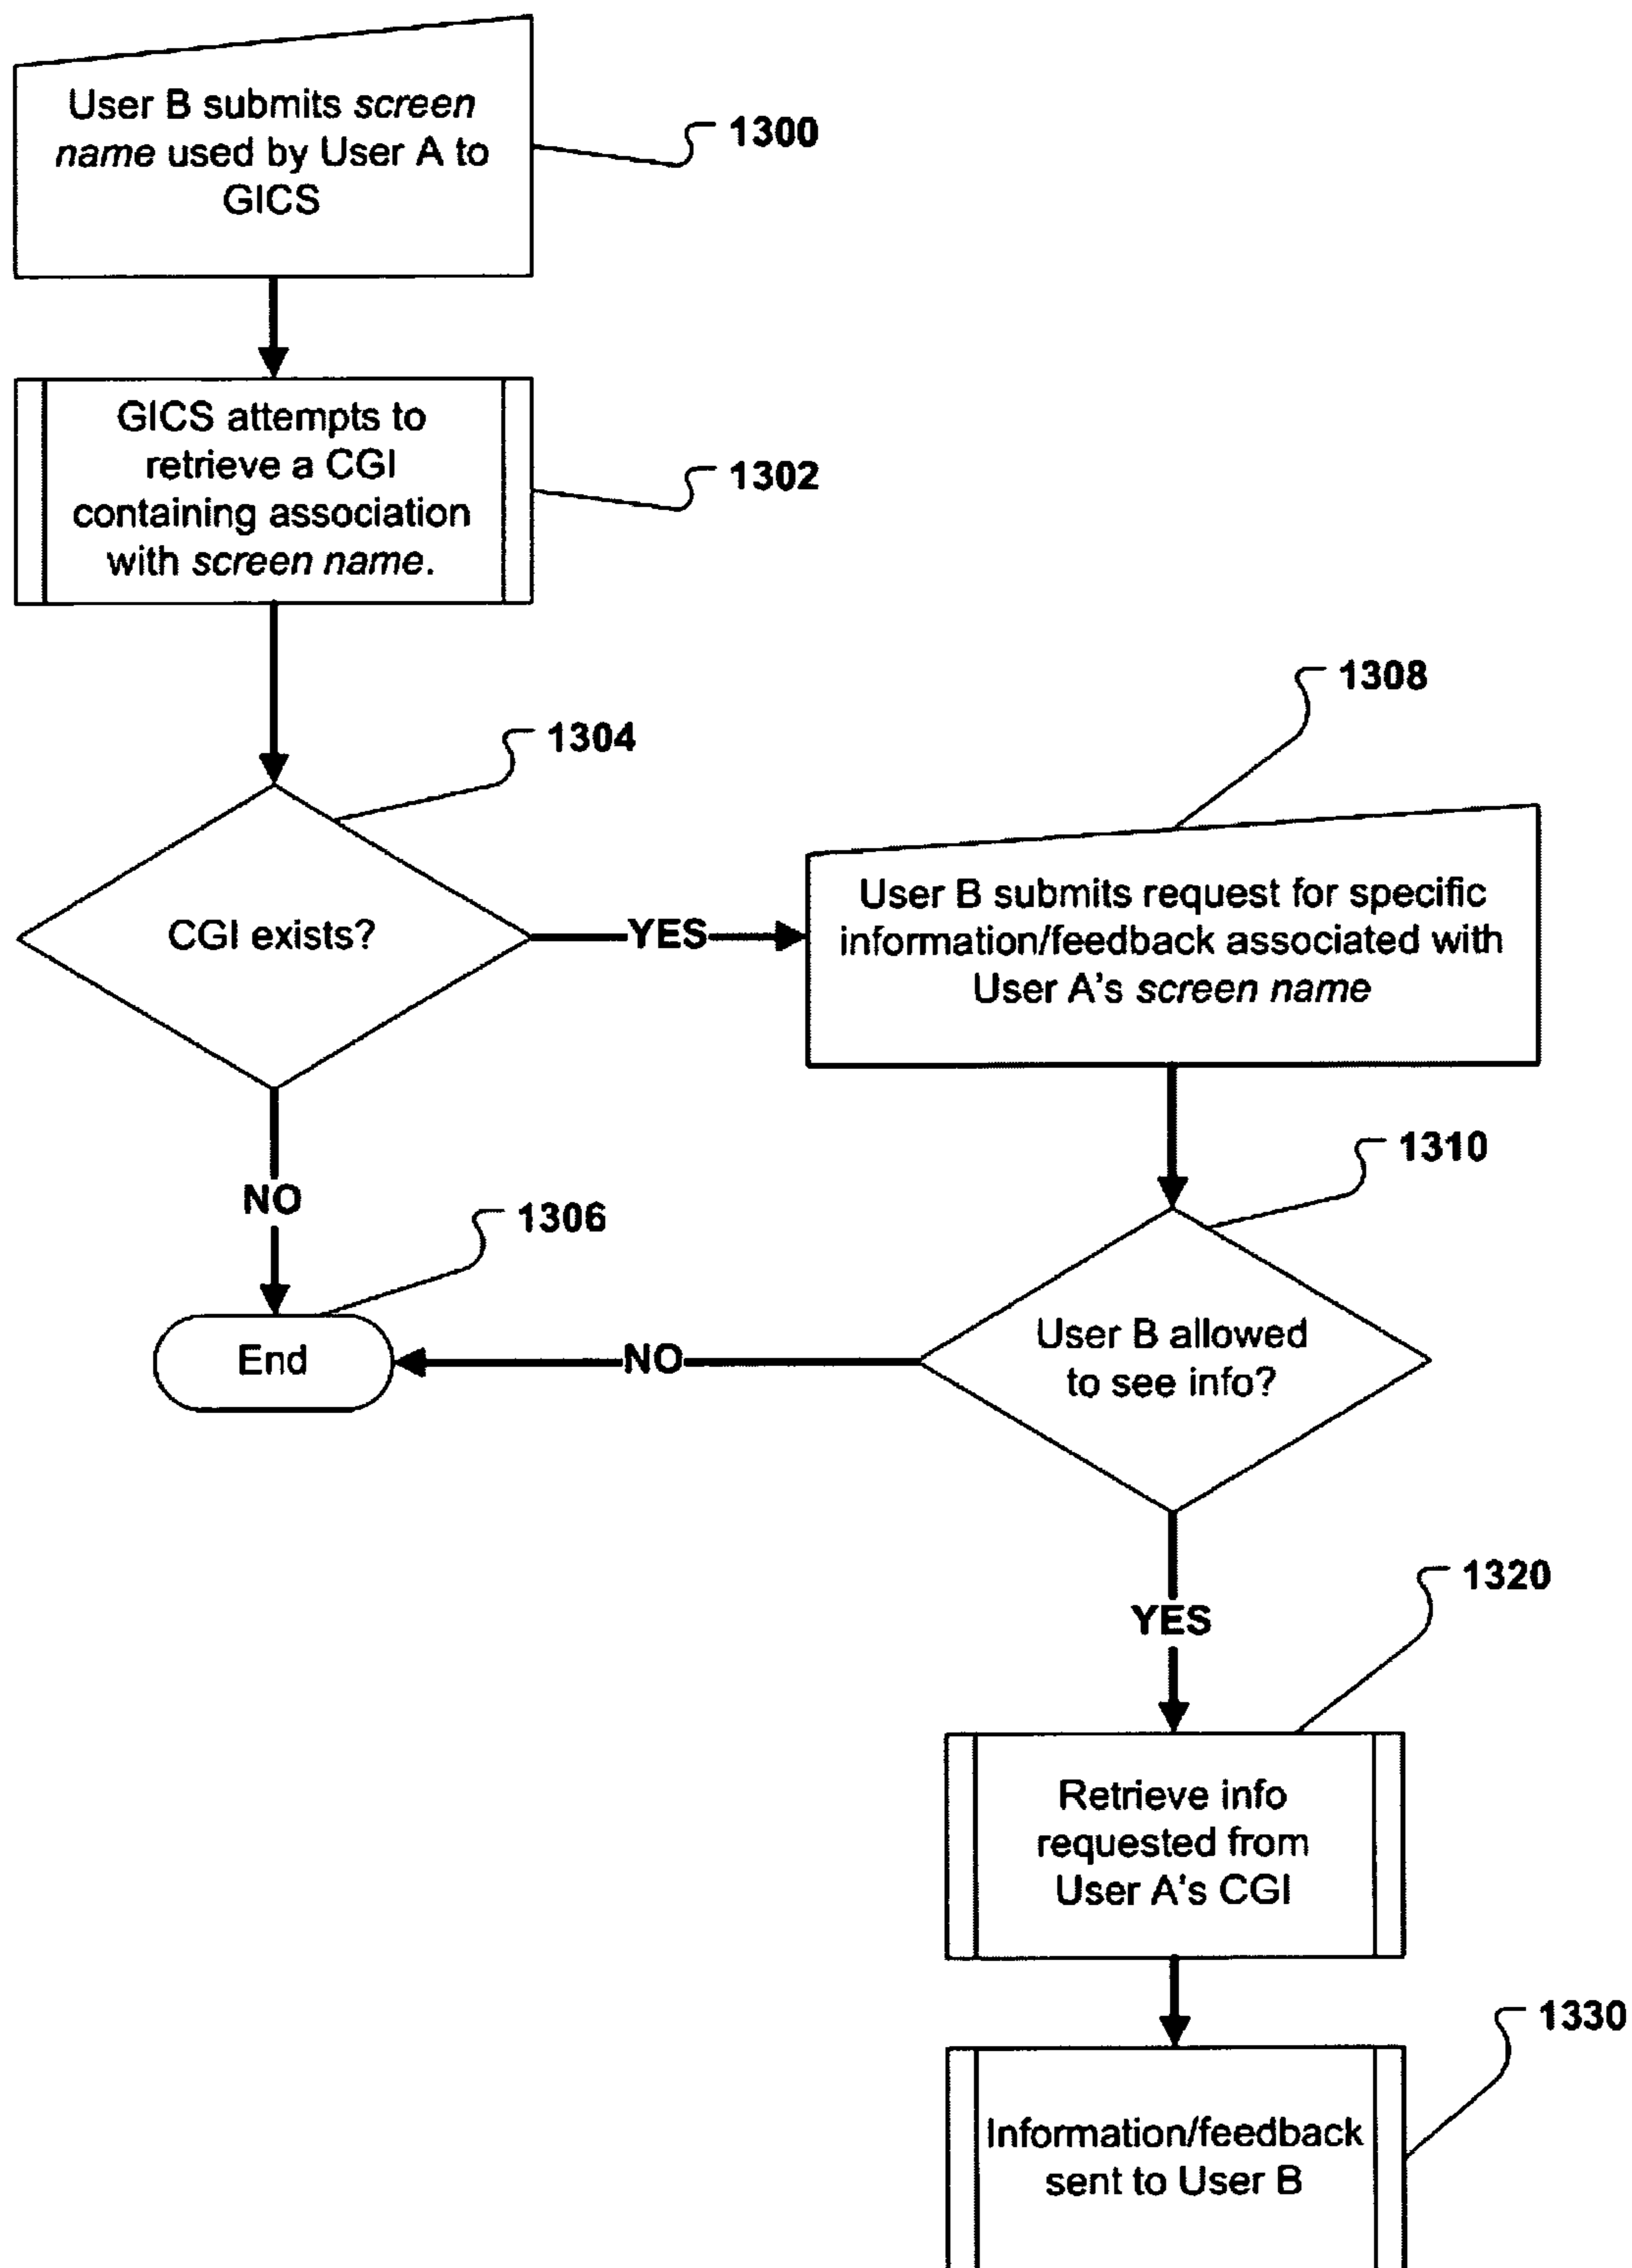 User B submits screen
name used by User A to
GICS
1300
GICS attempts to
retrieve a CGI
containing association
with screen name.
1302
1304
CGI exists?
YES
1308
User B submits request for specific
information/feedback associated with
User A's screen name
NO
1306
End
1310
User B allowed
to see info?
NO
YES
1320
Retrieve info
requested from
User A's CGI
1330
Information/feedback
sent to User B